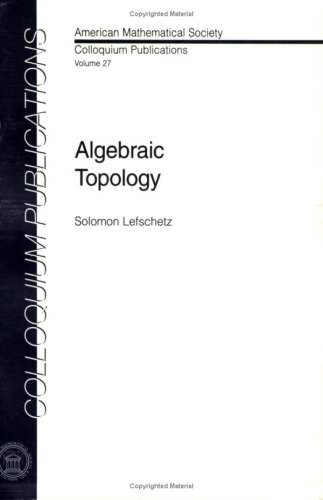 Copyrighted Material
American Mathematical Society
Colloquium Publications
Volume 27
Algebraic
Topology
Solomon Lefschetz
COLLOQUIUM PUBLICATIONS
Copyrighted Material